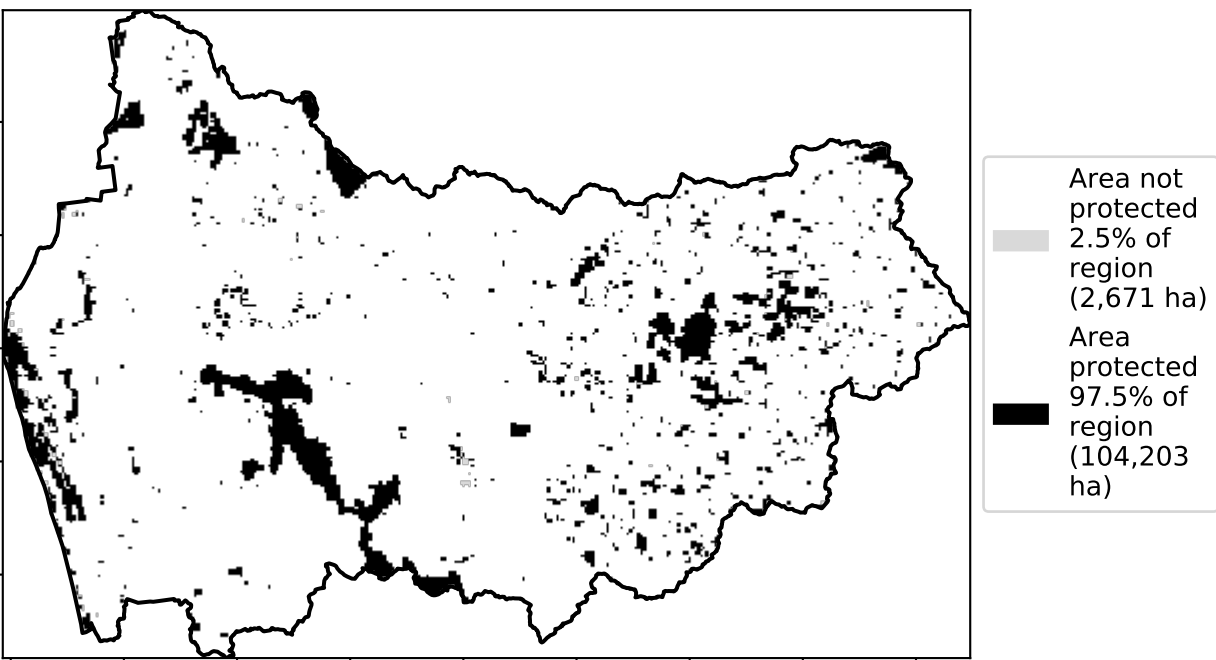 Area not
protected
2.5% of
region
(2,671 ha)
Area
protected
97.5% of
region
(104,203
ha)